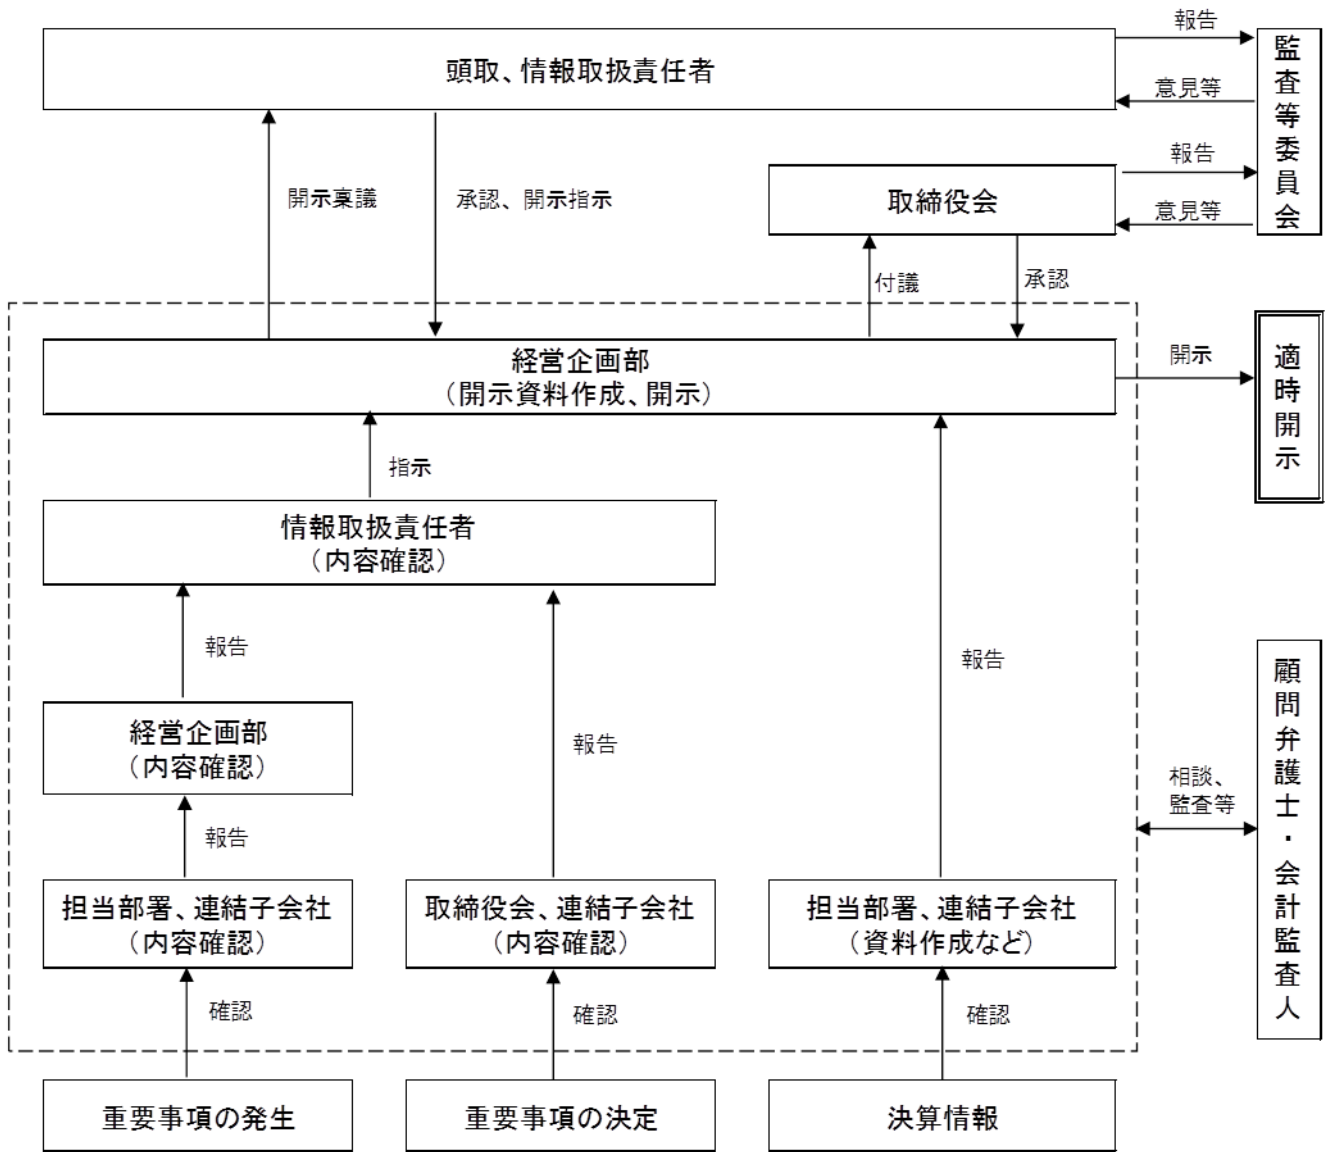 報告
頭取、情報取扱責任者
監査等委員会
意見等
報告
開示稟議
承認、開示指示
取締役会
意見等
付議
承認
経営企画部
（開示資料作成、開示）
開示
適時開示
指示
情報取扱責任者
（内容確認）
報告
報告
経営企画部
（内容確認）
報告
報告
相談、
監査等
顧問弁護士・会計監査人
担当部署、連結子会社
（内容確認）
取締役会、連結子会社
（内容確認）
担当部署、連結子会社
（資料作成など）
確認
確認
確認
重要事項の発生
重要事項の決定
決算情報